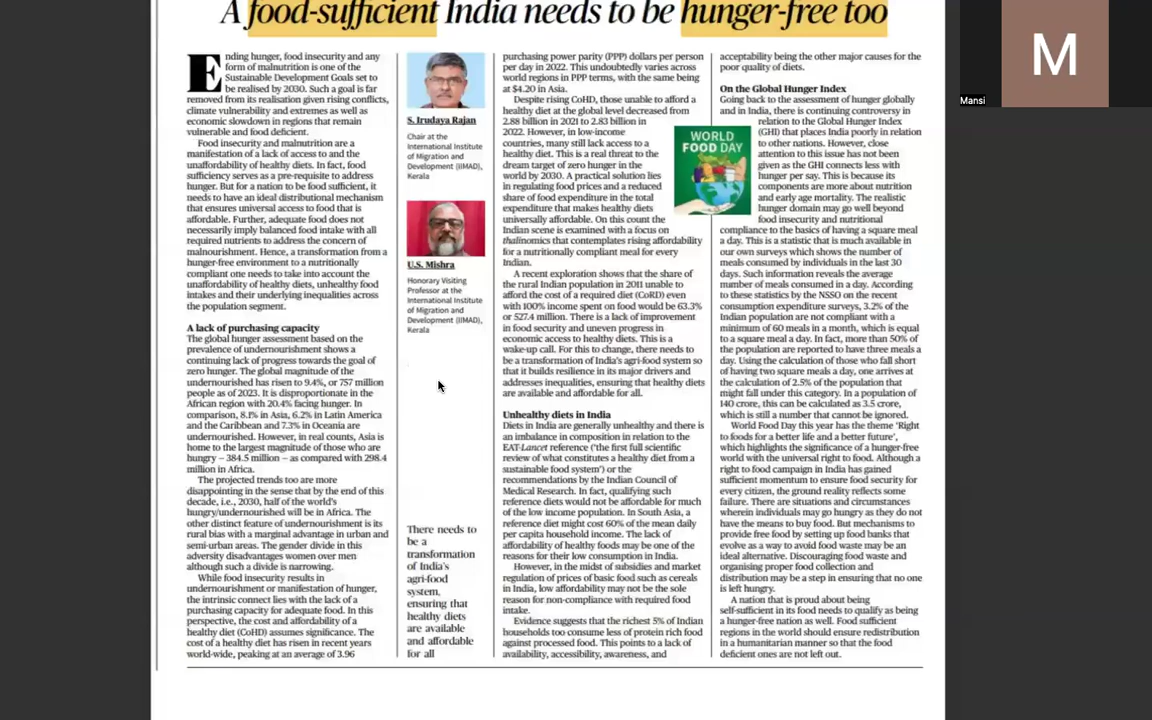 A food-sufficient India needs to be hunger-free too
Ending hunger, food insecurity and any
form of malnutrition is one of the
Sustainable Development Goals set to
be realised by 2030. Such a goal is far
removed from its realisation given rising conflicts,
climate vulnerability and extremes as well as
economic slowdown in regions that remain
vulnerable and food deficient.
Food insecurity and malnutrition are a
manifestation of a lack of access to and the
unaffordability of healthy diets. In fact, food
sufficiency serves as a pre-requisite to address
hunger. But for a nation to be food sufficient, it
needs to have an ideal distributional mechanism
that ensures universal access to food that is
affordable. Further, adequate food does not
necessarily imply balanced food intake with all
required nutrients to address the concern of
malnourishment. Hence, a transformation from a
hunger-free environment to a nutritionally
compliant one needs to take into account the
unaffordability of healthy diets, unhealthy food
intakes and their underlying inequalities across
the population segment.
A lack of purchasing capacity
The global hunger assessment based on the
prevalence of undernourishment shows a
continuing lack of progress towards the goal of
zero hunger. The global magnitude of the
undernourished has risen to 9.4%, or 757 million
people as of 2023. It is disproportionate in the
African region with 20.4% facing hunger. In
comparison, 8.1% in Asia, 6.2% in Latin America
and the Caribbean and 7.3% in Oceania are
undernourished. However, in real counts, Asia is
home to the largest magnitude of those who are
hungry – 384.5 million – as compared with 298.4
million in Africa.
The projected trends too are more
disappointing in the sense that by the end of this
decade, i.e., 2030, half of the world's
hungry/undernourished will be in Africa. The
other distinct feature of undernourishment is its
rural bias with a marginal advantage in urban and
semi-urban areas. The gender divide in this
adversity disadvantages women over men
although such a divide is narrowing.
While food insecurity results in
undernourishment or manifestation of hunger,
the intrinsic connect lies with the lack of a
purchasing capacity for adequate food. In this
perspective, the cost and affordability of a
healthy diet (CoHD) assumes significance. The
cost of a healthy diet has risen in recent years
world-wide, peaking at an average of 3.96
S. Irudaya Rajan
Chair at the
International Institute
of Migration and
Development (IIMAD),
Kerala
U.S. Mishra
Honorary Visiting
Professor at the
International Institute
of Migration and
Development (IIMAD),
Kerala
There needs to
be a
transformation
of India's
agri-food
system,
ensuring that
healthy diets
are available
and affordable
for all
purchasing power parity (PPP) dollars per person
per day in 2022. This undoubtedly varies across
world regions in PPP terms, with the same being
at $4.20 in Asia.
Despite rising CoHD, those unable to afford a
healthy diet at the global level decreased from
2.88 billion in 2021 to 2.83 billion in
2022. However, in low-income
countries, many still lack access to a
healthy diet. This is a real threat to the
dream target of zero hunger in the
world by 2030. A practical solution lies
in regulating food prices and a reduced
share of food expenditure in the total
expenditure that makes healthy diets
universally affordable. On this count the
Indian scene is examined with a focus on
thalinomics that contemplates rising affordability
for a nutritionally compliant meal for every
Indian.
A recent exploration shows that the share of
the rural Indian population in 2011 unable to
afford the cost of a required diet (CoRD) even
with 100% income spent on food would be 63.3%
or 527.4 million. There is a lack of improvement
in food security and uneven progress in
economic access to healthy diets. This is a
wake-up call. For this to change, there needs to
be a transformation of India's agri-food system so
that it builds resilience in its major drivers and
addresses inequalities, ensuring that healthy diets
are available and affordable for all.
Unhealthy diets in India
Diets in India are generally unhealthy and there is
an imbalance in composition in relation to the
EAT-Lancet reference ("the first full scientific
review of what constitutes a healthy diet from a
sustainable food system") or the
recommendations by the Indian Council of
Medical Research. In fact, qualifying such
reference diets would not be affordable for much
of the low income population. In South Asia, a
reference diet might cost 60% of the mean daily
per capita household income. The lack of
affordability of healthy foods may be one of the
reasons for their low consumption in India.
However, in the midst of subsidies and market
regulation of prices of basic food such as cereals
in India, low affordability may not be the sole
reason for non-compliance with required food
intake.
Evidence suggests that the richest 5% of Indian
households too consume less of protein rich food
against processed food. This points to a lack of
availability, accessibility, awareness, and
WORLD
FOOD DAY
acceptability being the other major causes for the
poor quality of diets.
On the Global Hunger Index
Going back to the assessment of hunger globally
and in India, there is continuing controversy in
relation to the Global Hunger Index
(GHI) that places India poorly in relation
to other nations. However, close
attention to this issue has not been
given as the GHI connects less with
hunger per say. This is because its
components are more about nutrition
and early age mortality. The realistic
hunger domain may go well beyond
food insecurity and nutritional
compliance to the basics of having a square meal
a day. This is a statistic that is much available in
our own surveys which shows the number of
meals consumed by individuals in the last 30
days. Such information reveals the average
number of meals consumed in a day. According
to these statistics by the NSSO on the recent
consumption expenditure surveys, 3.2% of the
Indian population are not compliant with a
minimum of 60 meals in a month, which is equal
to a square meal a day. In fact, more than 50% of
the population are reported to have three meals a
day. Using the calculation of those who fall short
of having two square meals a day, one arrives at
the calculation of 2.5% of the population that
might fall under this category. In a population of
140 crore, this can be calculated as 3.5 crore,
which is still a number that cannot be ignored.
World Food Day this year has the theme 'Right
to foods for a better life and a better future',
which highlights the significance of a hunger-free
world with the universal right to food. Although a
right to food campaign in India has gained
sufficient momentum to ensure food security for
every citizen, the ground reality reflects some
failure. There are situations and circumstances
wherein individuals may go hungry as they do not
have the means to buy food. But mechanisms to
provide free food by setting up food banks that
evolve as a way to avoid food waste may be an
ideal alternative. Discouraging food waste and
organising proper food collection and
distribution may be a step in ensuring that no one
is left hungry.
A nation that is proud about being
self-sufficient in its food needs to qualify as being
a hunger-free nation as well. Food sufficient
regions in the world should ensure redistribution
in a humanitarian manner so that the food
deficient ones are not left out.
M
Mansi